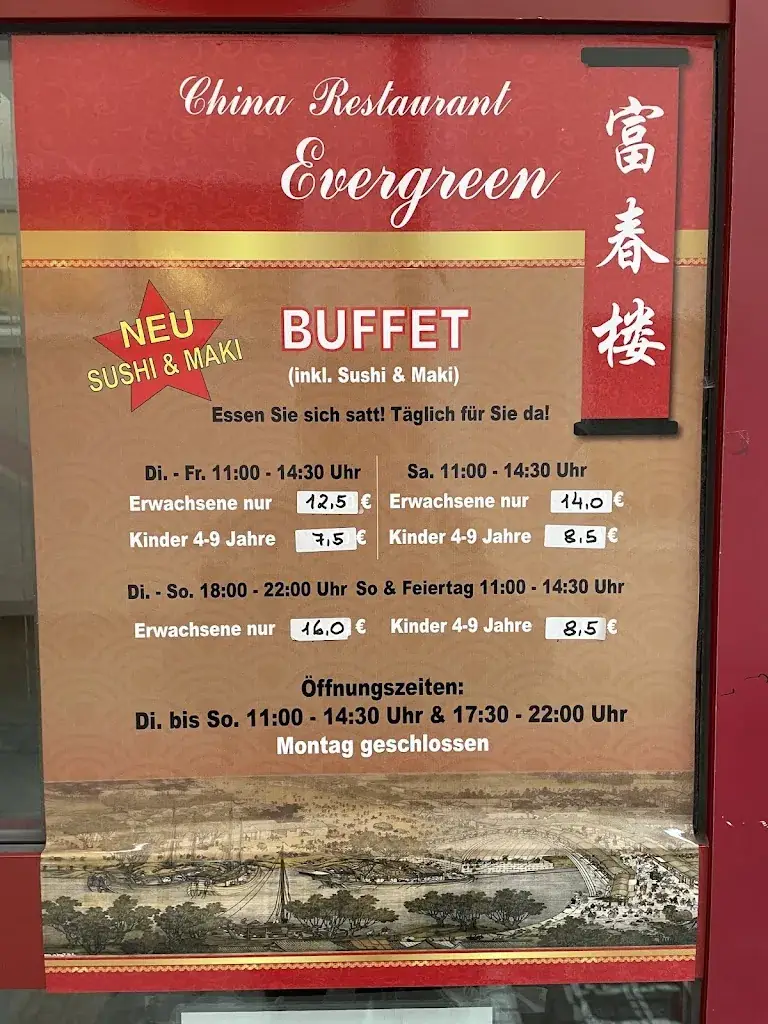 China Restaurant
Evergreen
富春楼
NEU
SUSHI & MAKI
BUFFET
(inkl. Sushi & Maki)
Essen Sie sich satt! Täglich für Sie da!
Di. - Fr. 11:00 - 14:30 Uhr
Erwachsene nur 12,5 €
Kinder 4-9 Jahre 7,5 €
Sa. 11:00 - 14:30 Uhr
Erwachsene nur 14,0 €
Kinder 4-9 Jahre 8,5 €
Di. - So. 18:00 - 22:00 Uhr So & Feiertag 11:00 - 14:30 Uhr
Erwachsene nur 16,0 € Kinder 4-9 Jahre 8,5 €
Öffnungszeiten:
Di. bis So. 11:00 - 14:30 Uhr & 17:30 - 22:00 Uhr
Montag geschlossen